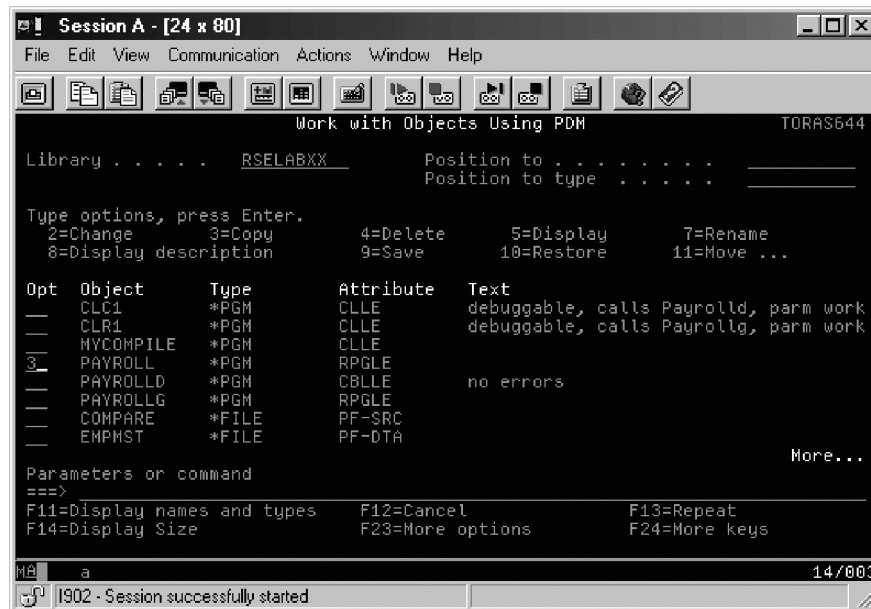 Session A - [24 x 80]
File Edit View Communication Actions Window Help
Work with Objects Using PDM TORAS644
Library . . . . . RSELABXX Position to . . . . . . . .
Position to type . . . . .
Type options, press Enter.
2=Change 3=Copy 4=Delete 5=Display 7=Rename
8=Display description 9=Save 10=Restore 11=Move ...
Opt Object Type Attribute Text
CLC1 *PGM CLLE debuggable, calls Payrolld, parm work
CLR1 *PGM CLLE debuggable, calls Payrollg, parm work
MYCOMPILE *PGM CLLE
3 PAYROLL *PGM RPGLE
PAYROLLD *PGM CBLLE no errors
PAYROLLG *PGM RPGLE
COMPARE *FILE PF-SRC
EMPMST *FILE PF-DTA
More...
Parameters or command
===>
F11=Display names and types F12=Cancel F13=Repeat
F14=Display Size F23=More options F24=More keys
MA a 14/003
I902 - Session successfully started